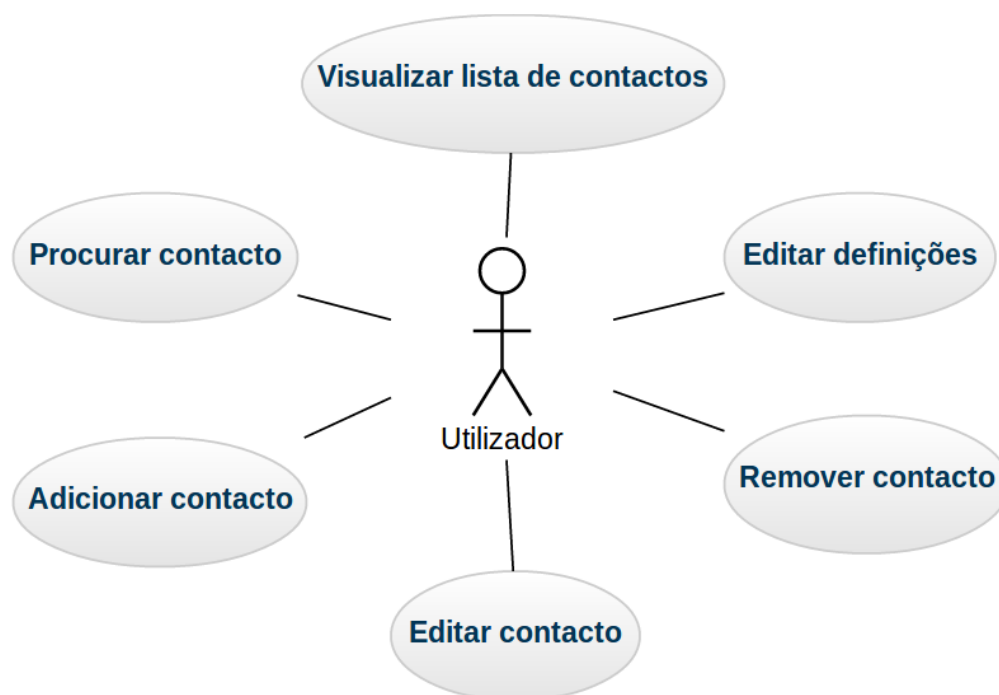 Visualizar lista de contactos
Procurar contacto
Editar definições
Utilizador
Adicionar contacto
Remover contacto
Editar contacto